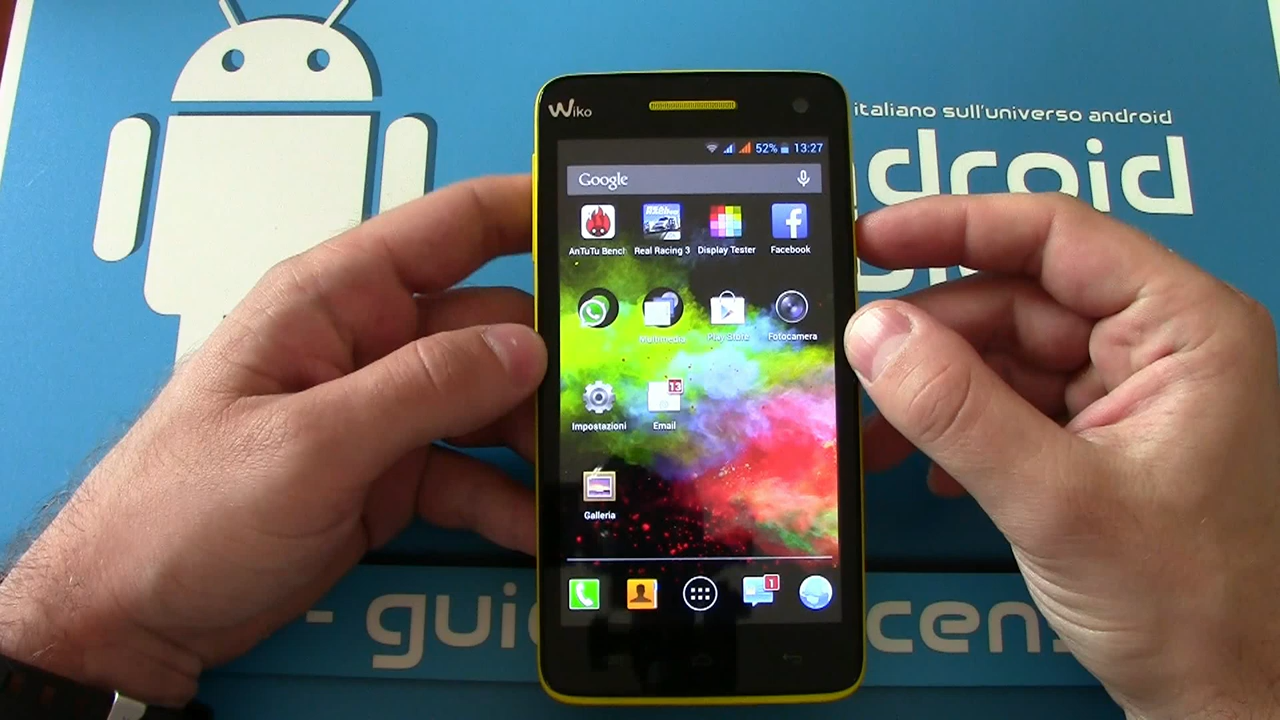 italiano sull'universo android
android
Wiko
52% 13:27
Google
AnTuTu Bench Real Racing 3 Display Tester Facebook
Multimedia Play Store Fotocamera
13
Impostazioni Email
Galleria
1
- gui
cens